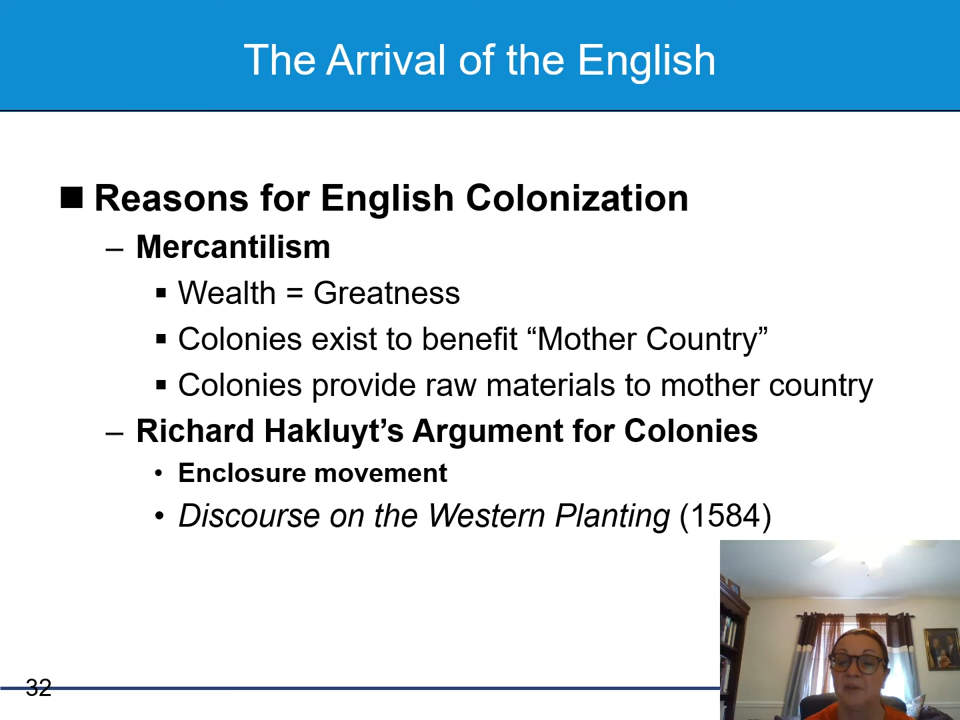 The Arrival of the English
■ Reasons for English Colonization
– Mercantilism
▪ Wealth = Greatness
▪ Colonies exist to benefit “Mother Country”
▪ Colonies provide raw materials to mother country
– Richard Hakluyt’s Argument for Colonies
• Enclosure movement
• Discourse on the Western Planting (1584)
32